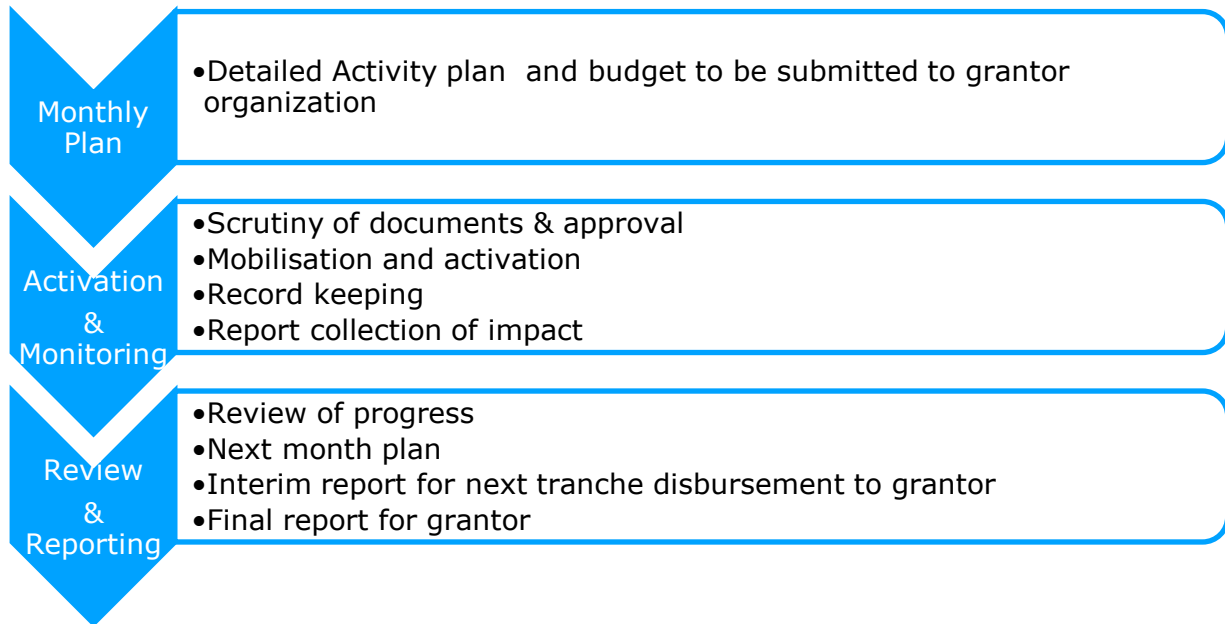 Monthly
Plan
•Detailed Activity plan  and budget to be submitted to grantor
organization
Activation
&
Monitoring
•Scrutiny of documents & approval
•Mobilisation and activation
•Record keeping
•Report collection of impact
Review
&
Reporting
•Review of progress
•Next month plan
•Interim report for next tranche disbursement to grantor
•Final report for grantor